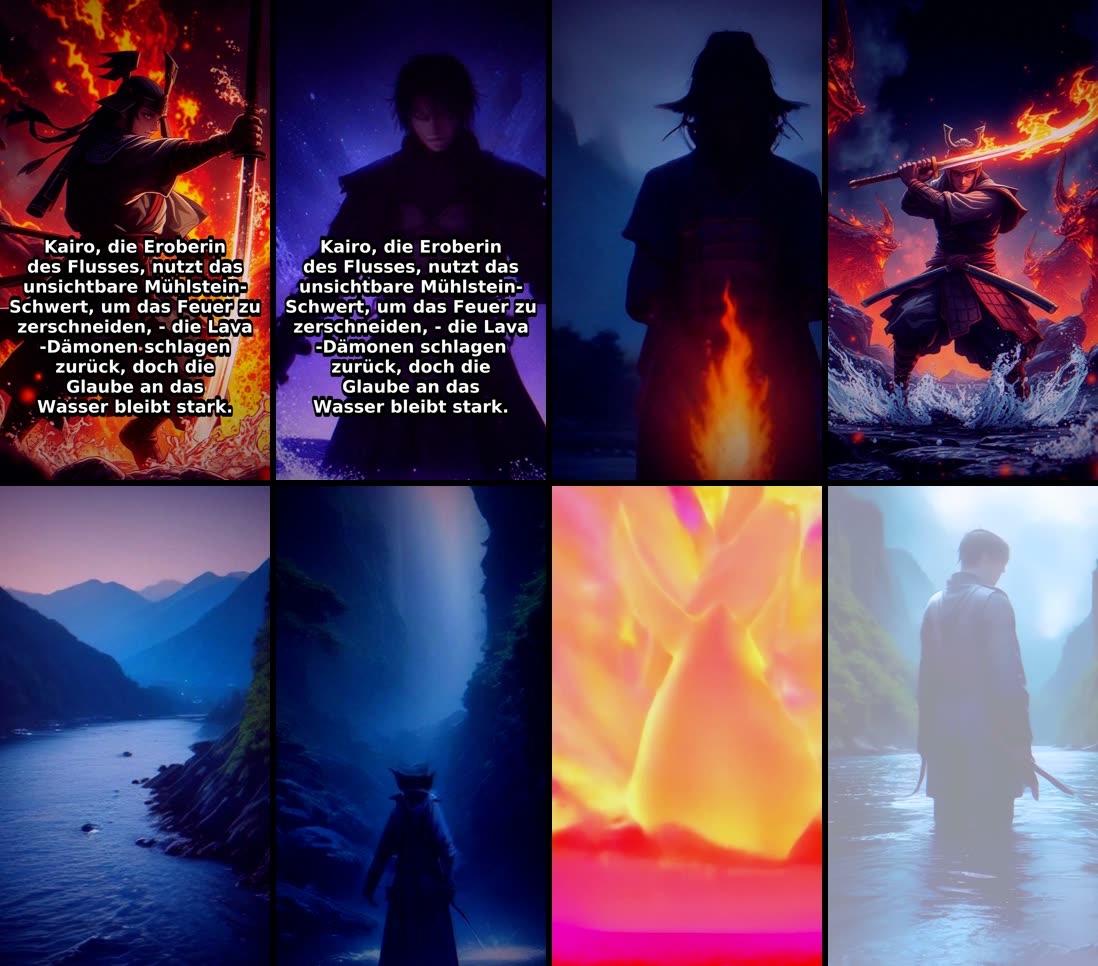 Kairo, die Eroberin
des Flusses, nutzt das
unsichtbare Mühlstein-
Schwert, um das Feuer zu
zerschneiden, - die Lava
-Dämonen schlagen
zurück, doch die
Glaube an das
Wasser bleibt stark.
Kairo, die Eroberin
des Flusses, nutzt das
unsichtbare Mühlstein-
Schwert, um das Feuer zu
zerschneiden, - die Lava
-Dämonen schlagen
zurück, doch die
Glaube an das
Wasser bleibt stark.